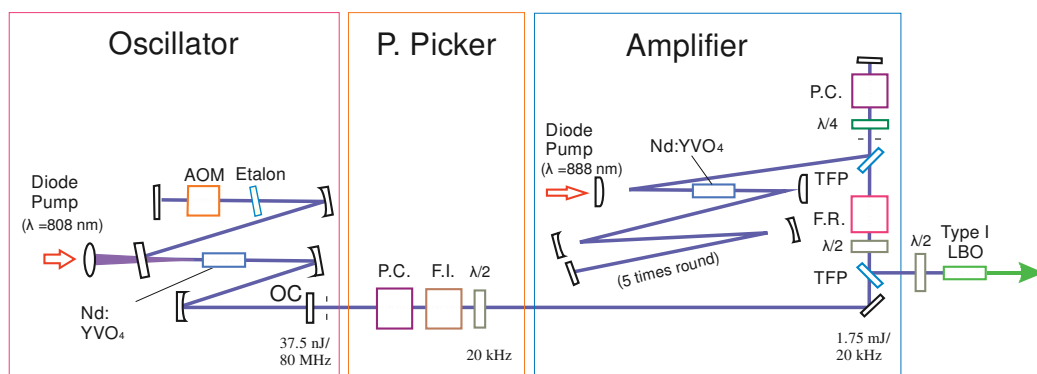 Oscillator
P. Picker
Amplifier
Diode
Pump
(λ =808 nm)
AOM
Etalon
Nd:
YVO₄
OC
37.5 nJ/
80 MHz
P.C.
F.I.
λ/2
20 kHz
Diode
Pump
(λ =888 nm)
Nd:YVO₄
(5 times round)
P.C.
λ/4
TFP
F.R.
λ/2
TFP
1.75 mJ/
20 kHz
λ/2
Type I
LBO